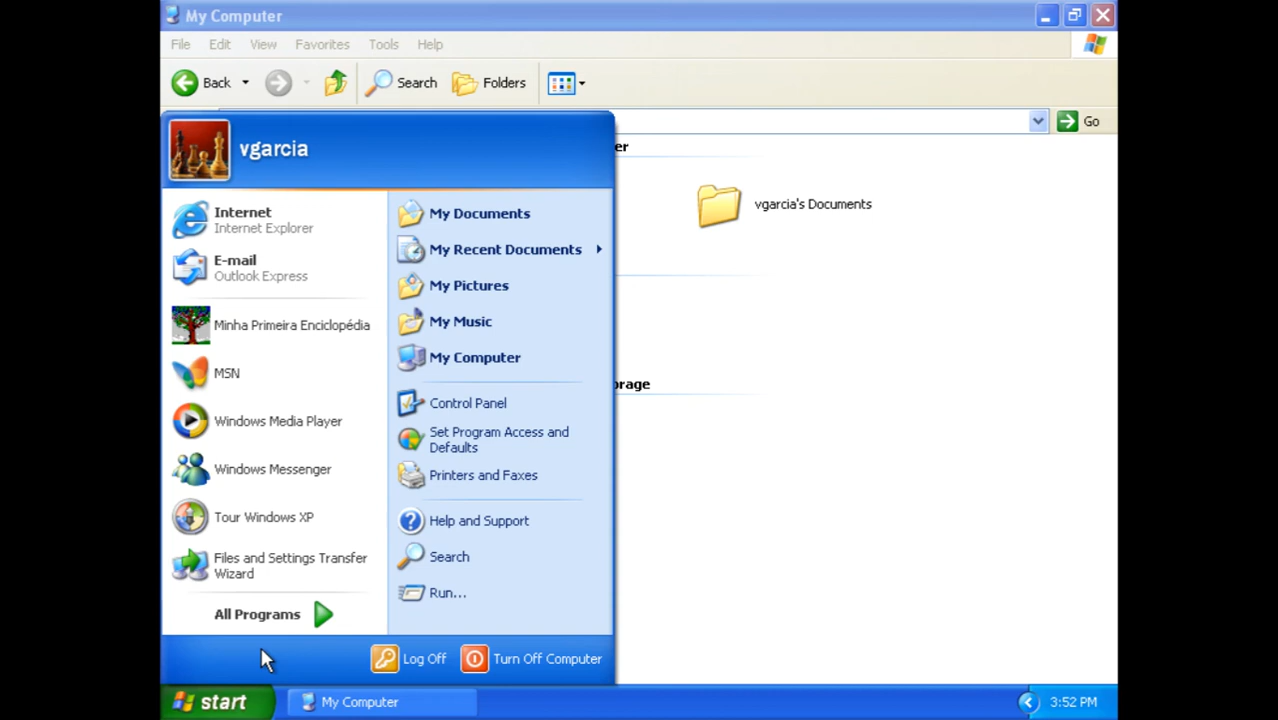 My Computer
File Edit View Favorites Tools Help
Back Search Folders
Go
vgarcia
er
vgarcia's Documents
Internet
Internet Explorer
E-mail
Outlook Express
Minha Primeira Enciclopédia
MSN
Windows Media Player
Windows Messenger
Tour Windows XP
Files and Settings Transfer
Wizard
All Programs
My Documents
My Recent Documents
My Pictures
My Music
My Computer
Control Panel
Set Program Access and
Defaults
Printers and Faxes
Help and Support
Search
Run...
orage
Log Off Turn Off Computer
start My Computer 3:52 PM